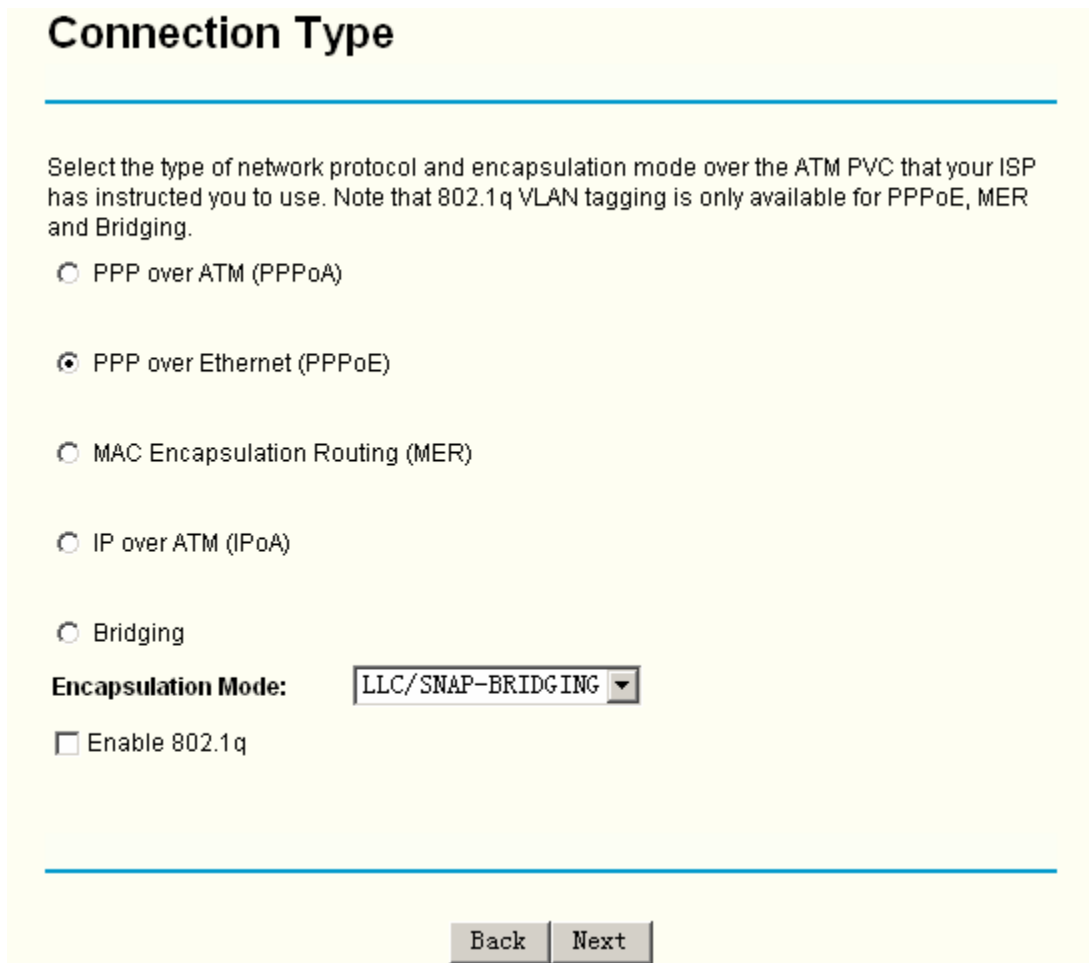 Connection Type
Select the type of network protocol and encapsulation mode over the ATM PVC that your ISP
has instructed you to use. Note that 802.1q VLAN tagging is only available for PPPoE, MER
and Bridging.
PPP over ATM (PPPoA)
PPP over Ethernet (PPPoE)
MAC Encapsulation Routing (MER)
IP over ATM (IPoA)
Bridging
Encapsulation Mode: LLC/SNAP-BRIDGING
Enable 802.1q
Back Next